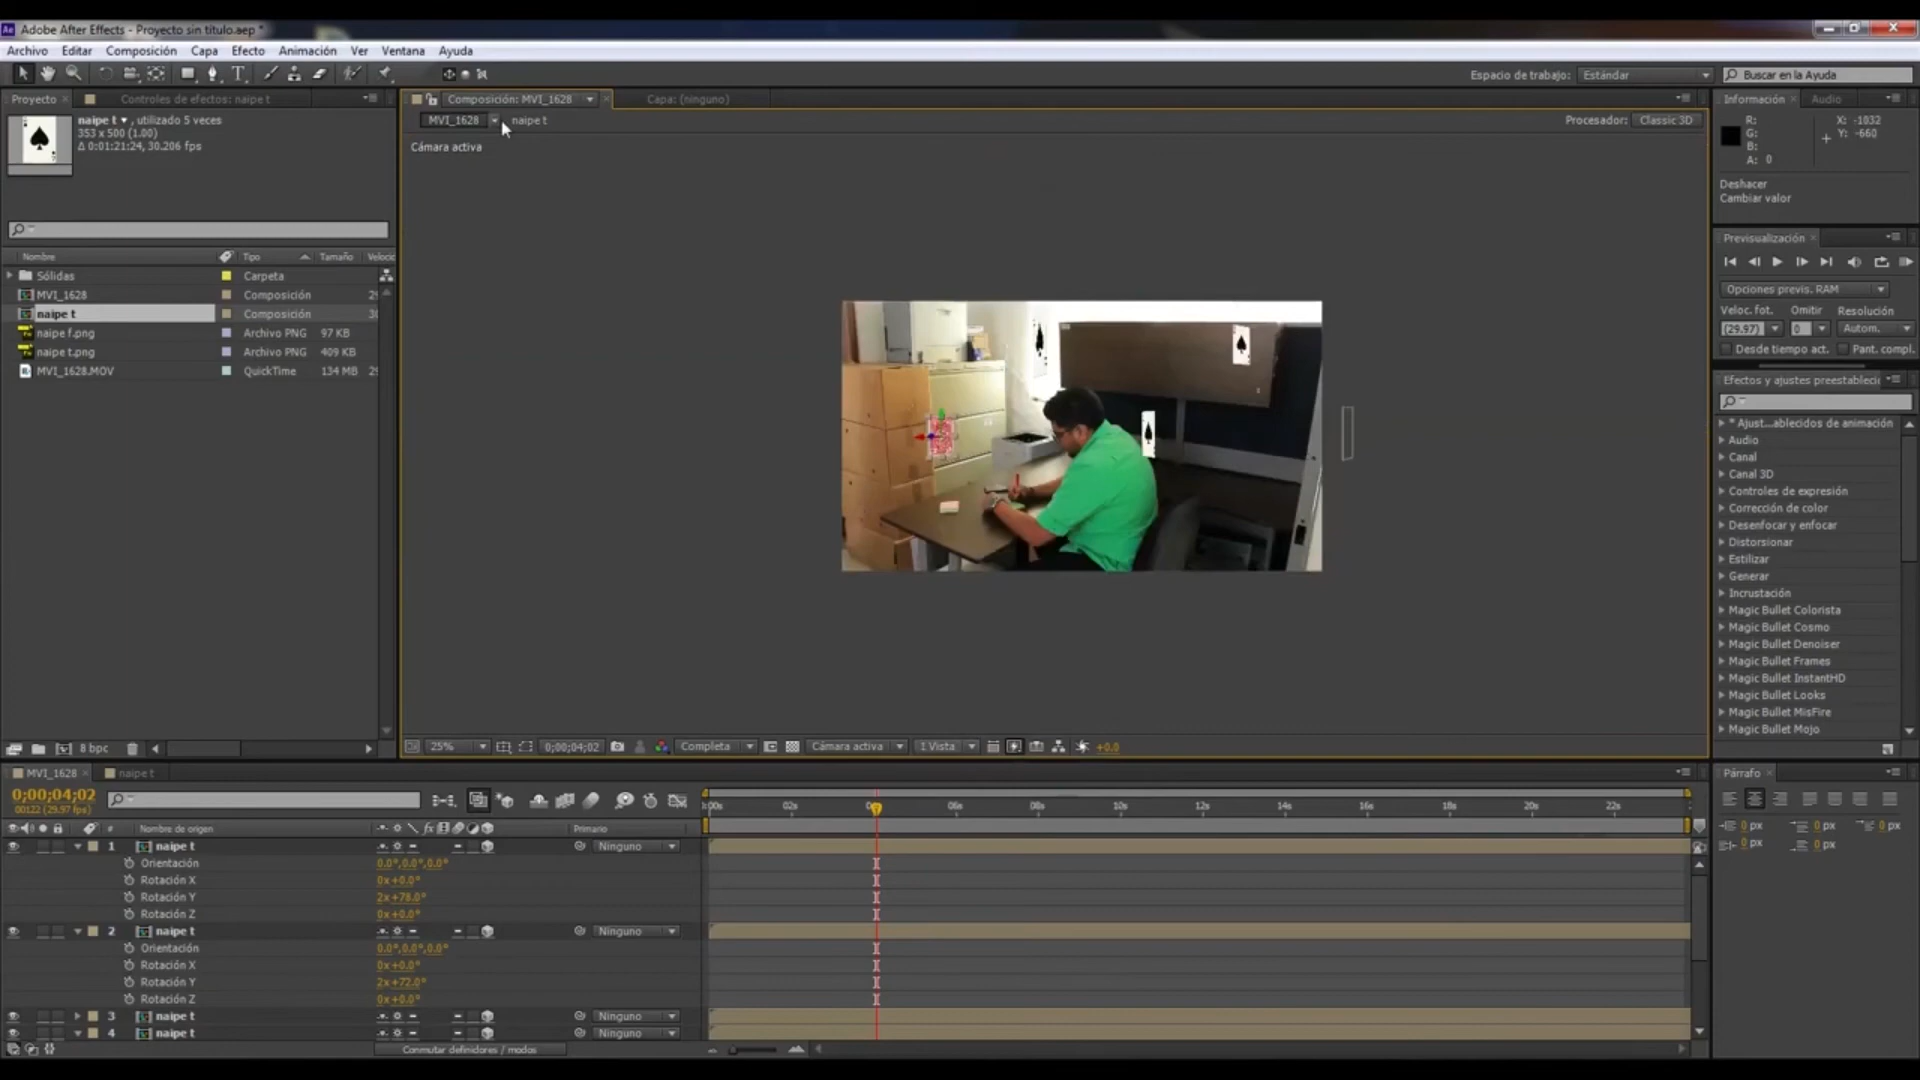 Adobe After Effects - Proyecto sin título.aep *
Archivo Editar Composición Capa Efecto Animación Ver Ventana Ayuda
Espacio de trabajo: Estándar Buscar en la Ayuda
Proyecto Controles de efectos: naipe t
naipe t , utilizado 5 veces
353 x 500 (1.00)
Δ 0:01:21:24, 30.206 fps
Nombre Tipo Tamaño Velocic
Sólidas Carpeta
MVI_1628 Composición 29
naipe t Composición 30
naipe f.png Archivo PNG 97 KB
naipe t.png Archivo PNG 409 KB
MVI_1628.MOV QuickTime 134 MB 29
8 bpc
Composición: MVI_1628 Capa: (ninguno)
MVI_1628 naipe t Procesador: Classic 3D
Cámara activa
25% 0;00;04;02 Completa Cámara activa 1 Vista +0.0
Información Audio
R: X: -1032
G: Y: -660
B:
A: 0
Deshacer
Cambiar valor
Previsualización
Opciones previs. RAM
Veloc. fot. Omitir Resolución
(29.97) 0 Autom.
Desde tiempo act. Pant. compl.
Efectos y ajustes preestableci
* Ajust...ablecidos de animación
Audio
Canal
Canal 3D
Controles de expresión
Corrección de color
Desenfocar y enfocar
Distorsionar
Estilizar
Generar
Incrustación
Magic Bullet Colorista
Magic Bullet Cosmo
Magic Bullet Denoiser
Magic Bullet Frames
Magic Bullet InstantHD
Magic Bullet Looks
Magic Bullet MisFire
Magic Bullet Mojo
MVI_1628 naipe t
0;00;04;02
00122 (29.97 fps)
02s 06s 08s 10s 12s 14s 16s 18s 20s 22s
# Nombre de origen fx Primario
1 naipe t Ninguno
Orientación 0.0°,0.0°,0.0°
Rotación X 0x+0.0°
Rotación Y 2x+78.0°
Rotación Z 0x+0.0°
2 naipe t Ninguno
Orientación 0.0°,0.0°,0.0°
Rotación X 0x+0.0°
Rotación Y 2x+72.0°
Rotación Z 0x+0.0°
3 naipe t Ninguno
4 naipe t Ninguno
Conmutar definidores / modos
Párrafo
0 px 0 px 0 px
0 px 0 px